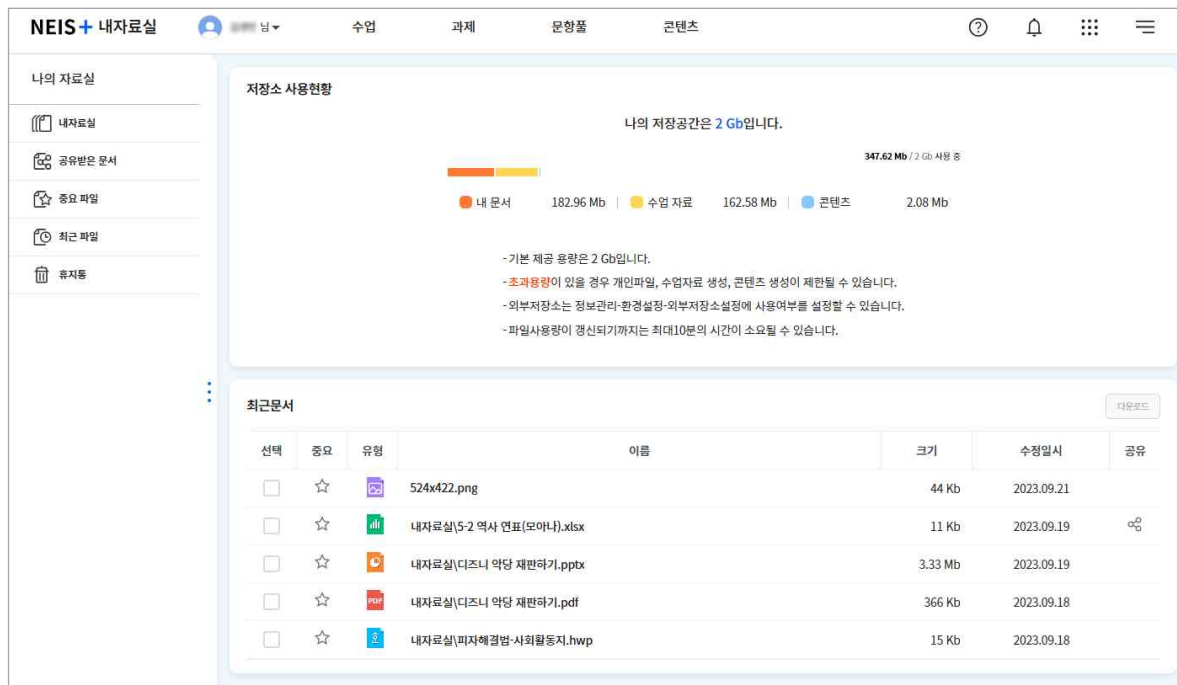 NEIS+ 내자료실 님 수업 과제 문항풀 콘텐츠
나의 자료실
내자료실
공유받은 문서
중요 파일
최근 파일
휴지통
저장소 사용현황
나의 저장공간은 2 Gb입니다.
347.62 Mb / 2 Gb 사용 중
내 문서 182.96 Mb 수업 자료 162.58 Mb 콘텐츠 2.08 Mb
- 기본 제공 용량은 2 Gb입니다.
- 초과용량이 있을 경우 개인파일, 수업자료 생성, 콘텐츠 생성이 제한될 수 있습니다.
- 외부저장소는 정보관리-환경설정-외부저장소설정에 사용여부를 설정할 수 있습니다.
- 파일사용량이 갱신되기까지는 최대10분의 시간이 소요될 수 있습니다.
최근문서 다운로드
선택 중요 유형 이름 크기 수정일시 공유
524x422.png 44 Kb 2023.09.21
내자료실\5-2 역사 연표(모아나).xlsx 11 Kb 2023.09.19
내자료실\디즈니 악당 재판하기.pptx 3.33 Mb 2023.09.19
PDF 내자료실\디즈니 악당 재판하기.pdf 366 Kb 2023.09.18
내자료실\피자해결법-사회활동지.hwp 15 Kb 2023.09.18